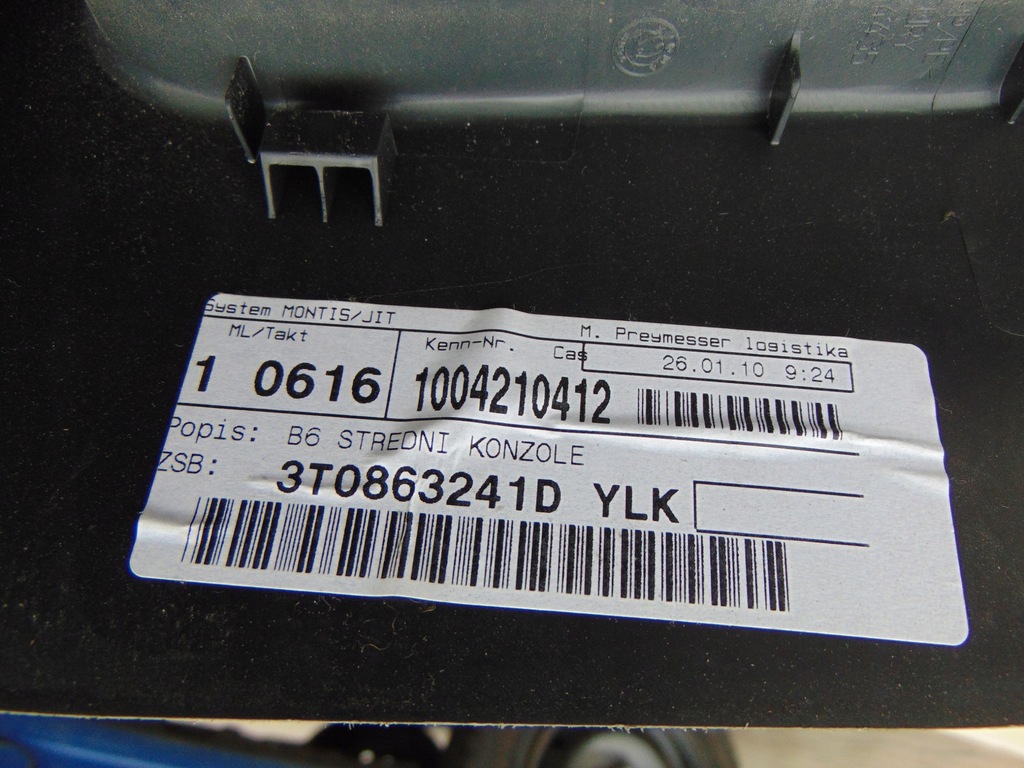 System MONTIS/JIT
M. Preymesser logistika
ML/Takt
Kenn-Nr.
Cas
26.01.10 9:24
1 0616
1004210412
Popis: B6 STREDNI KONZOLE
ZSB: 3T0863241D YLK